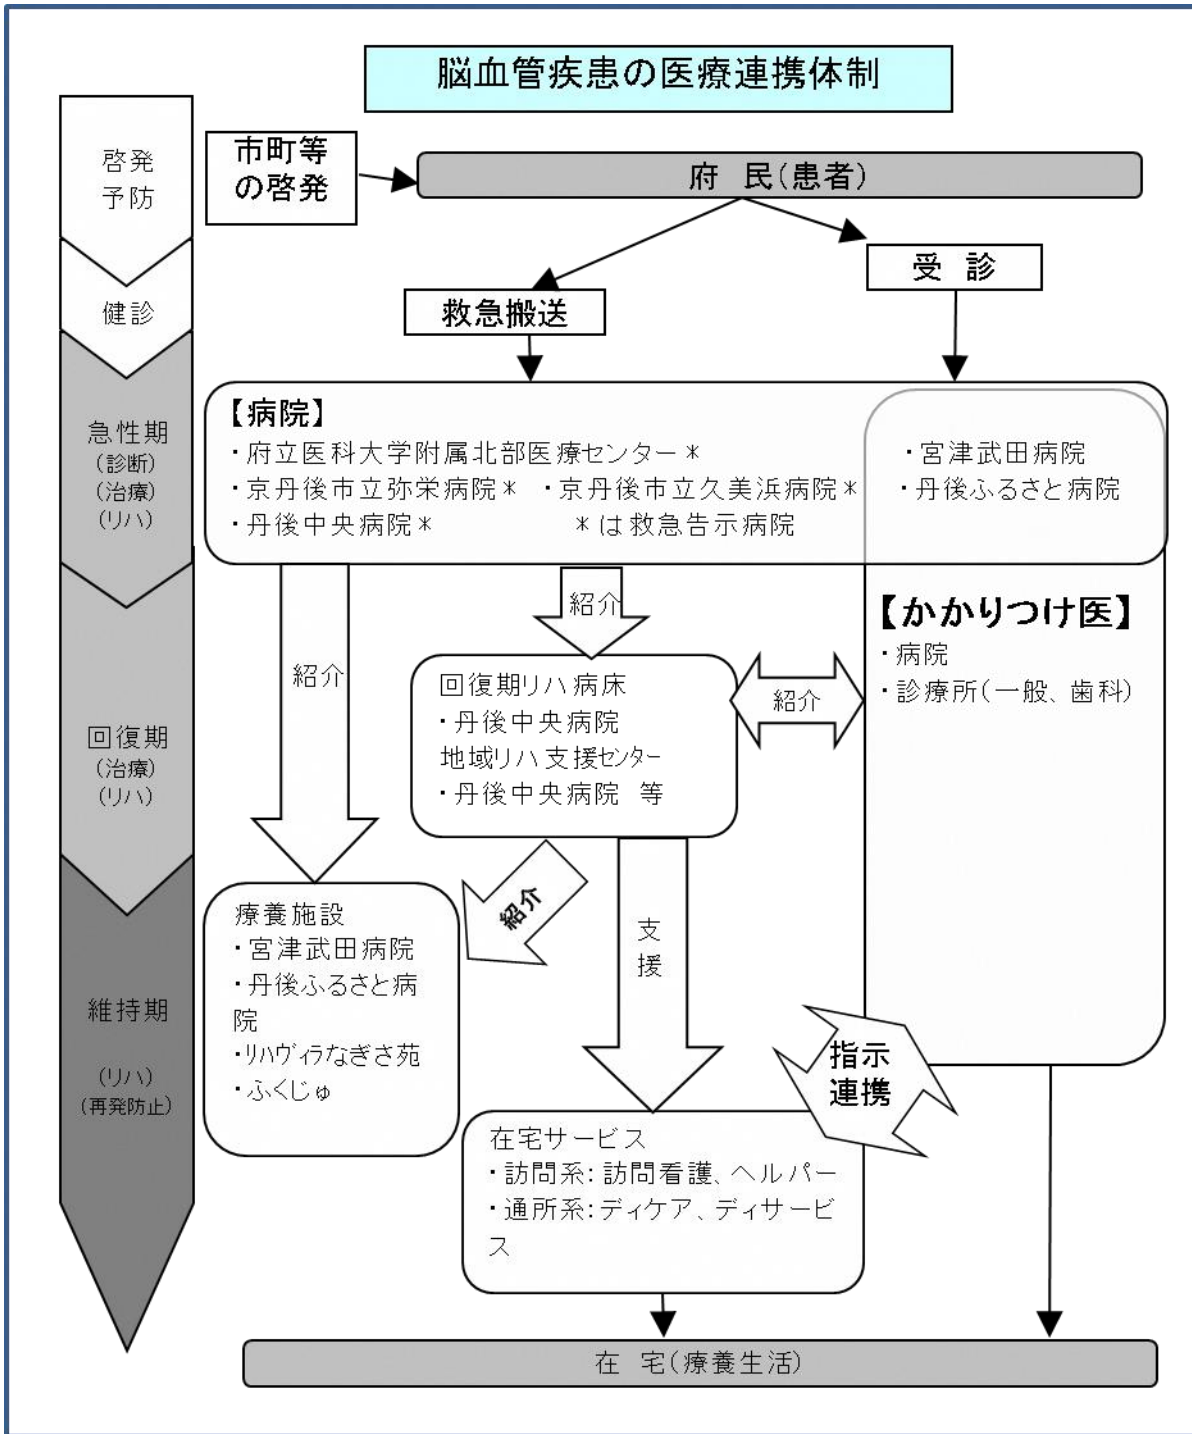 脳血管疾患の医療連携体制
啓発
予防
市町等
の啓発
府 民(患者)
健診
救急搬送
受 診
急性期
(診断)
(治療)
(リハ)
【病院】
・府立医科大学附属北部医療センター＊
・京丹後市立弥栄病院＊ ・京丹後市立久美浜病院＊
・丹後中央病院＊ ＊は救急告示病院
・宮津武田病院
・丹後ふるさと病院
紹介
紹介
【かかりつけ医】
・病院
・診療所(一般、歯科)
回復期
(治療)
(リハ)
回復期リハ病床
・丹後中央病院
地域リハ支援センター
・丹後中央病院 等
紹介
紹介
支
援
維持期
(リハ)
(再発防止)
療養施設
・宮津武田病院
・丹後ふるさと病
院
・リハヴィラなぎさ苑
・ふくじゅ
指示
連携
在宅サービス
・訪問系:訪問看護、ヘルパー
・通所系:ディケア、ディサービ
ス
在 宅(療養生活)